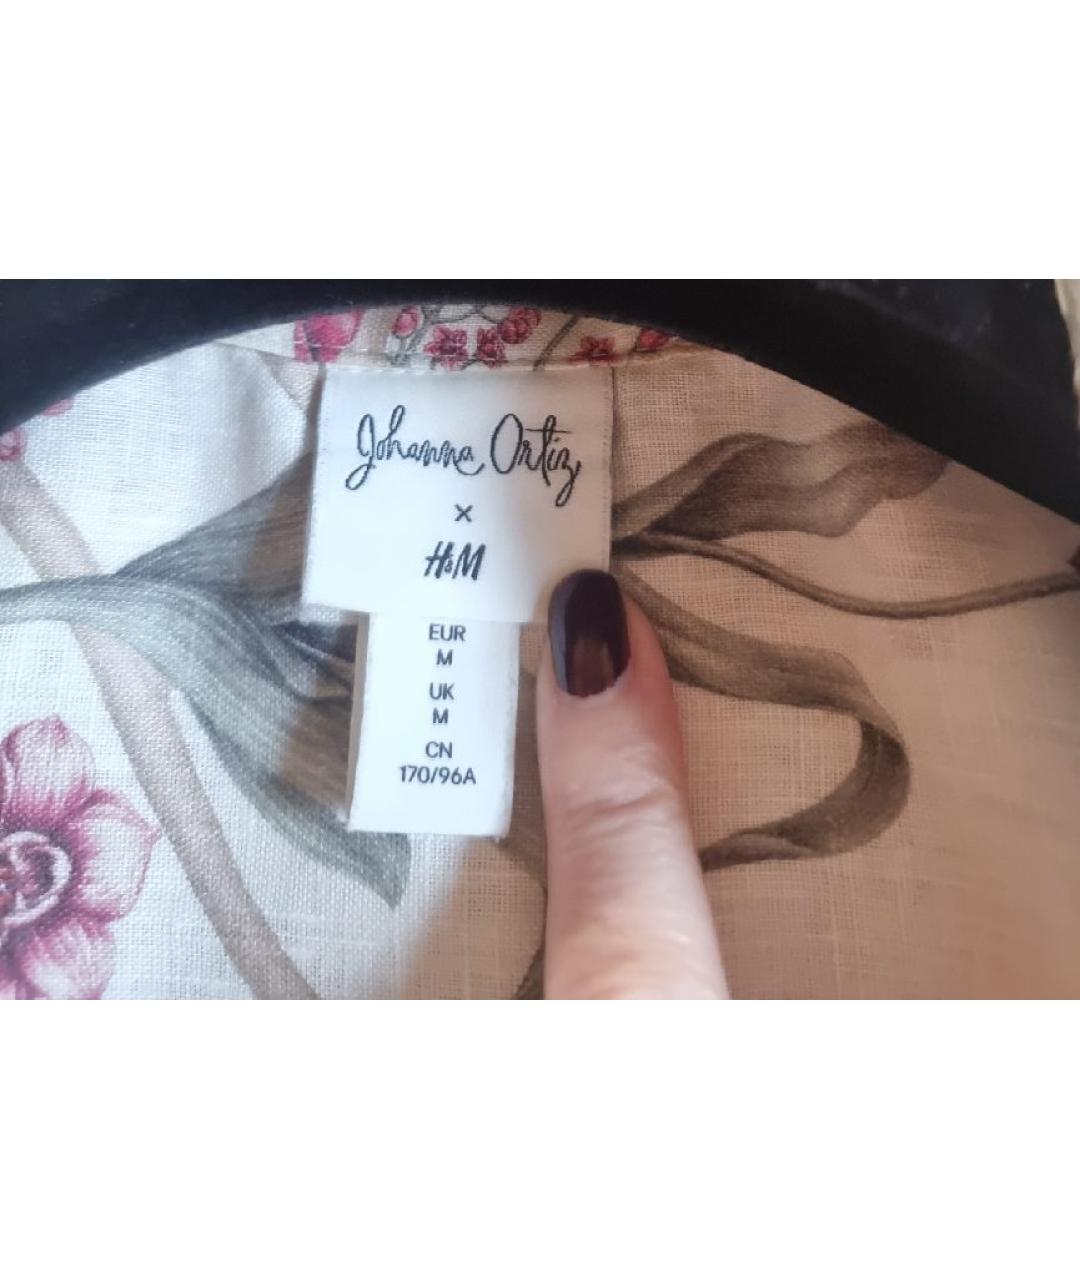 Johanna Ortiz
×
H&M
EUR
M
UK
M
CN
170/96A